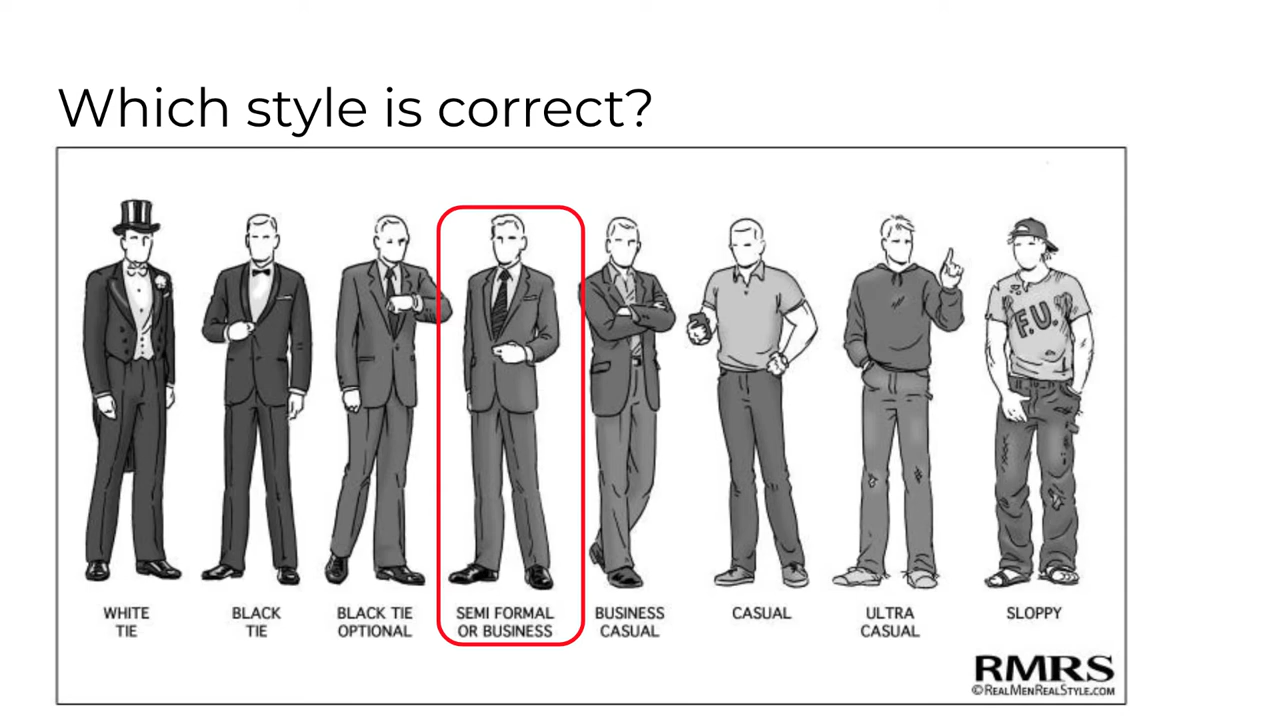 Which style is correct?
F.U.
WHITE
TIE
BLACK
TIE
BLACK TIE
OPTIONAL
SEMI FORMAL
OR BUSINESS
BUSINESS
CASUAL
CASUAL
ULTRA
CASUAL
SLOPPY
RMRS
©REALMENREALSTYLE.COM